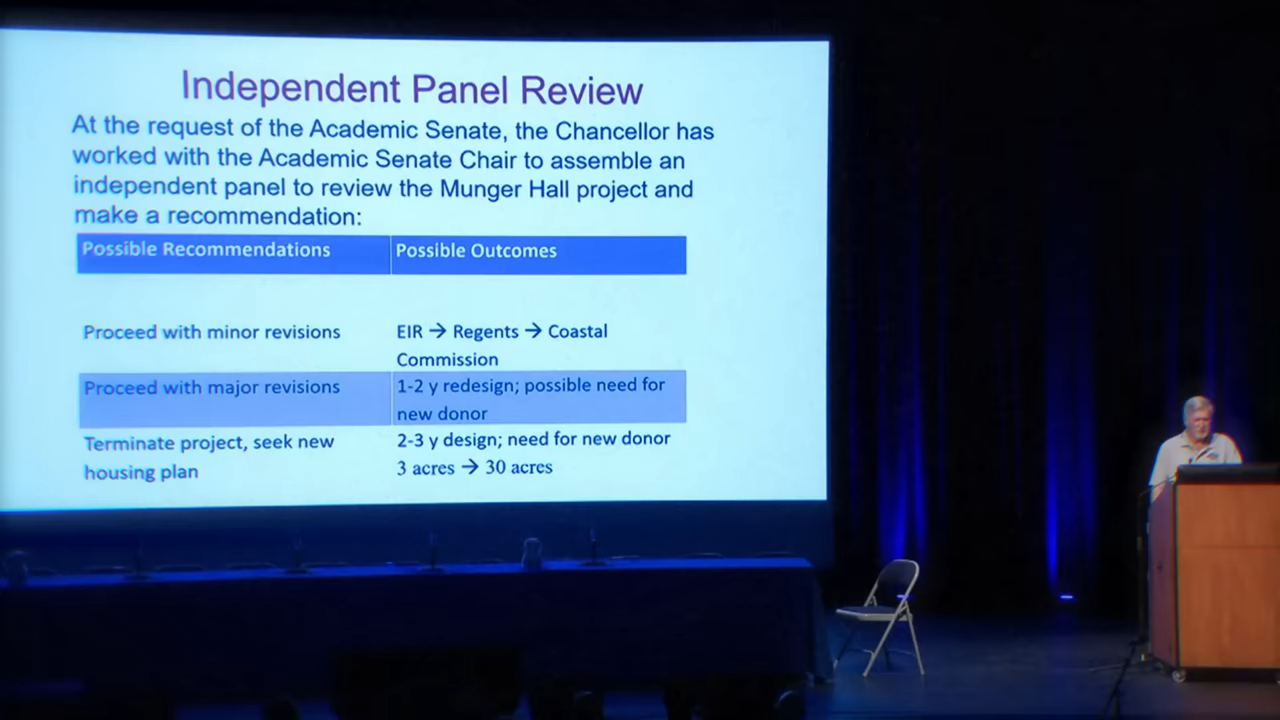 Independent Panel Review
At the request of the Academic Senate, the Chancellor has
worked with the Academic Senate Chair to assemble an
independent panel to review the Munger Hall project and
make a recommendation:
Possible Recommendations
Possible Outcomes
Proceed with minor revisions
EIR → Regents → Coastal
Commission
Proceed with major revisions
1-2 y redesign; possible need for
new donor
Terminate project, seek new
housing plan
2-3 y design; need for new donor
3 acres → 30 acres